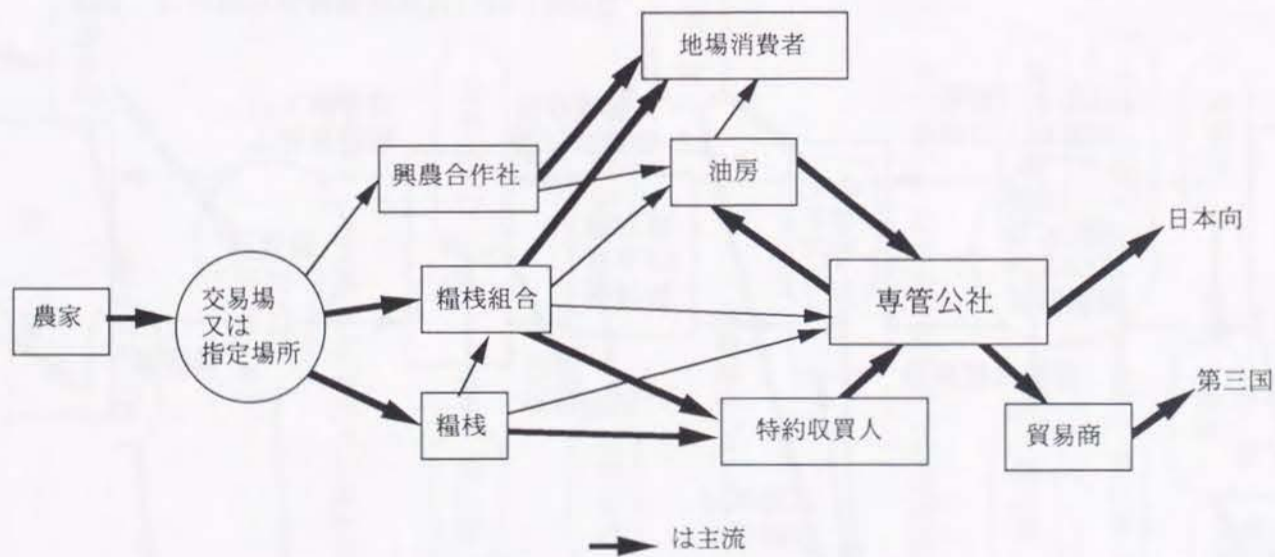 地場消費者
興農合作社
油房
日本向
農家
交易場
又は
指定場所
糧桟組合
専管公社
第三国
糧桟
特約収買人
貿易商
は主流